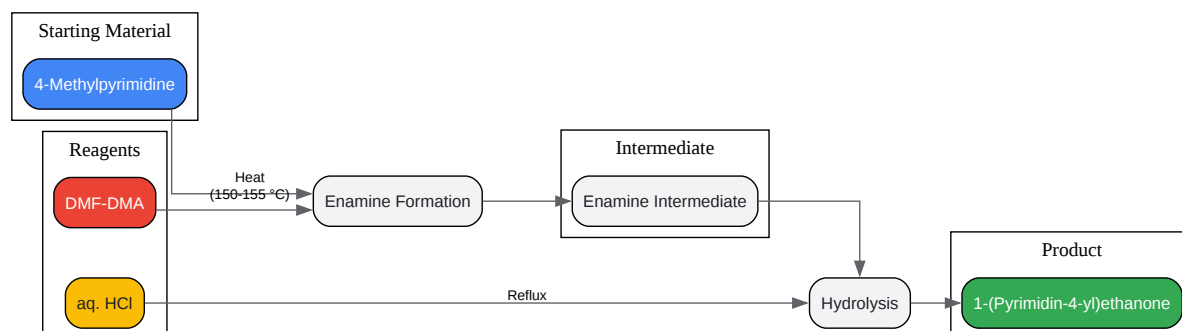 Starting Material
4-Methylpyrimidine
Reagents
DMF-DMA
Heat
(150-155 °C)
Enamine Formation
Intermediate
Enamine Intermediate
aq. HCl
Reflux
Hydrolysis
Product
1-(Pyrimidin-4-yl)ethanone